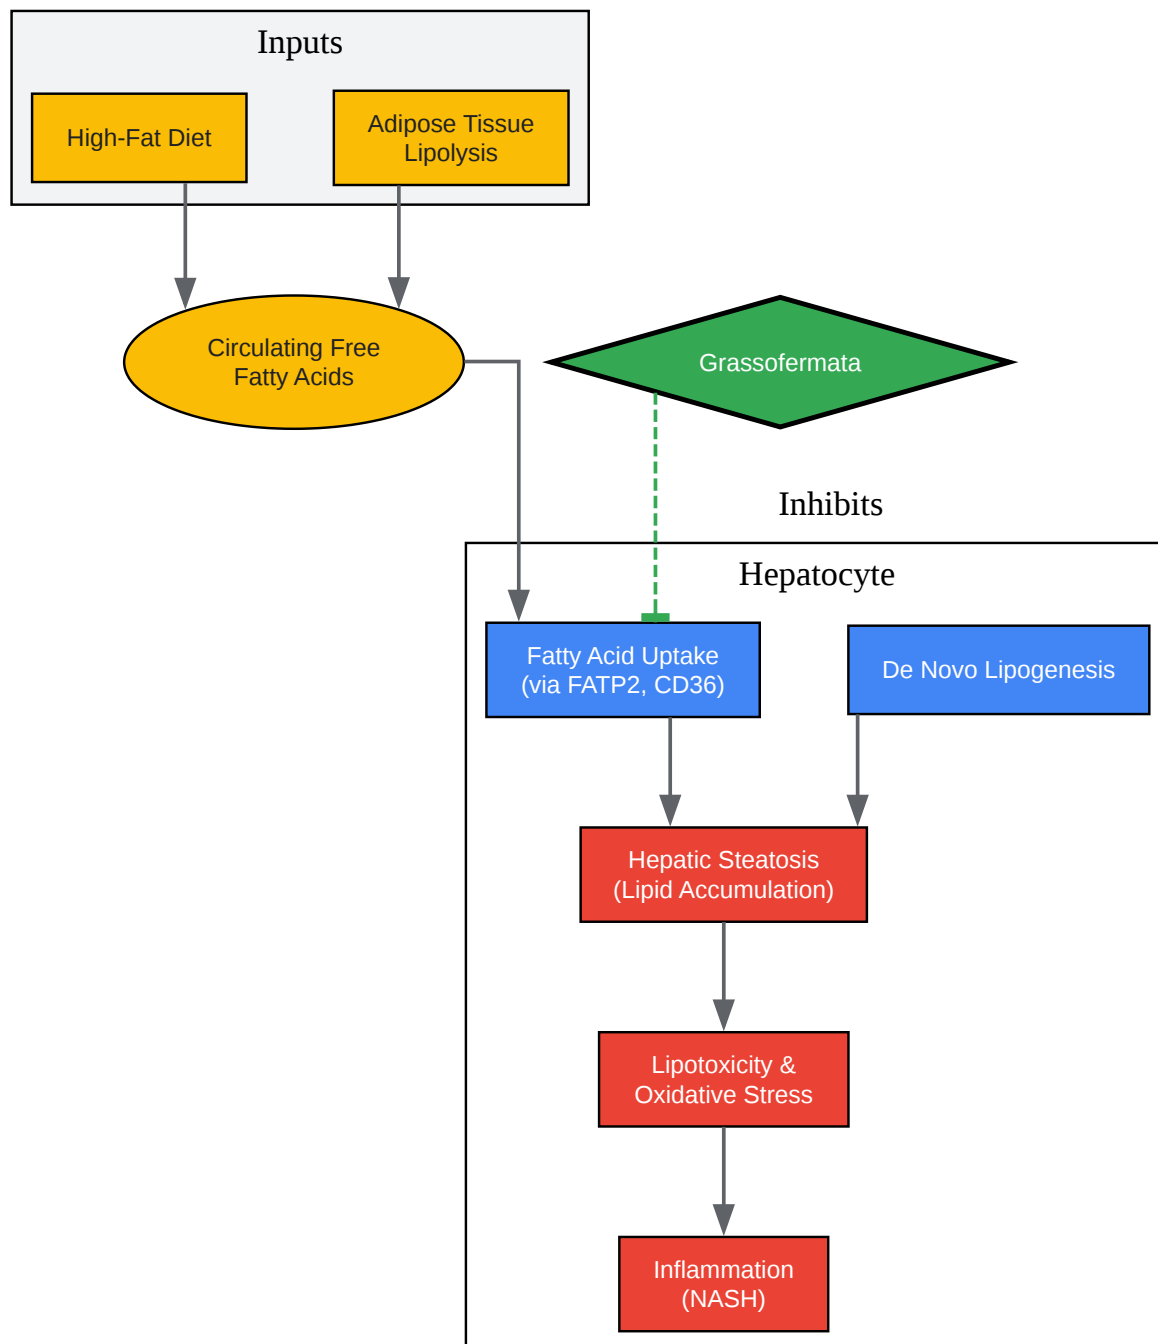 Inputs
High-Fat Diet
Adipose Tissue
Lipolysis
Circulating Free
Fatty Acids
Grassofermata
Inhibits
Hepatocyte
Fatty Acid Uptake
(via FATP2, CD36)
De Novo Lipogenesis
Hepatic Steatosis
(Lipid Accumulation)
Lipotoxicity &
Oxidative Stress
Inflammation
(NASH)